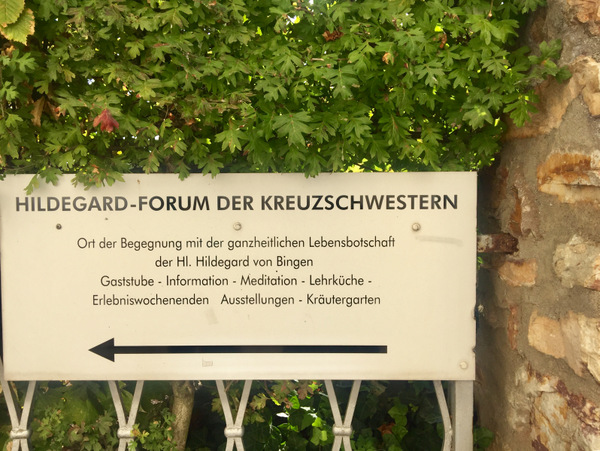 HILDEGARD-FORUM DER KREUZSCHWESTERN
Ort der Begegnung mit der ganzheitlichen Lebensbotschaft
der Hl. Hildegard von Bingen
Gaststube - Information - Meditation - Lehrküche -
Erlebniswochenenden Ausstellungen - Kräutergarten